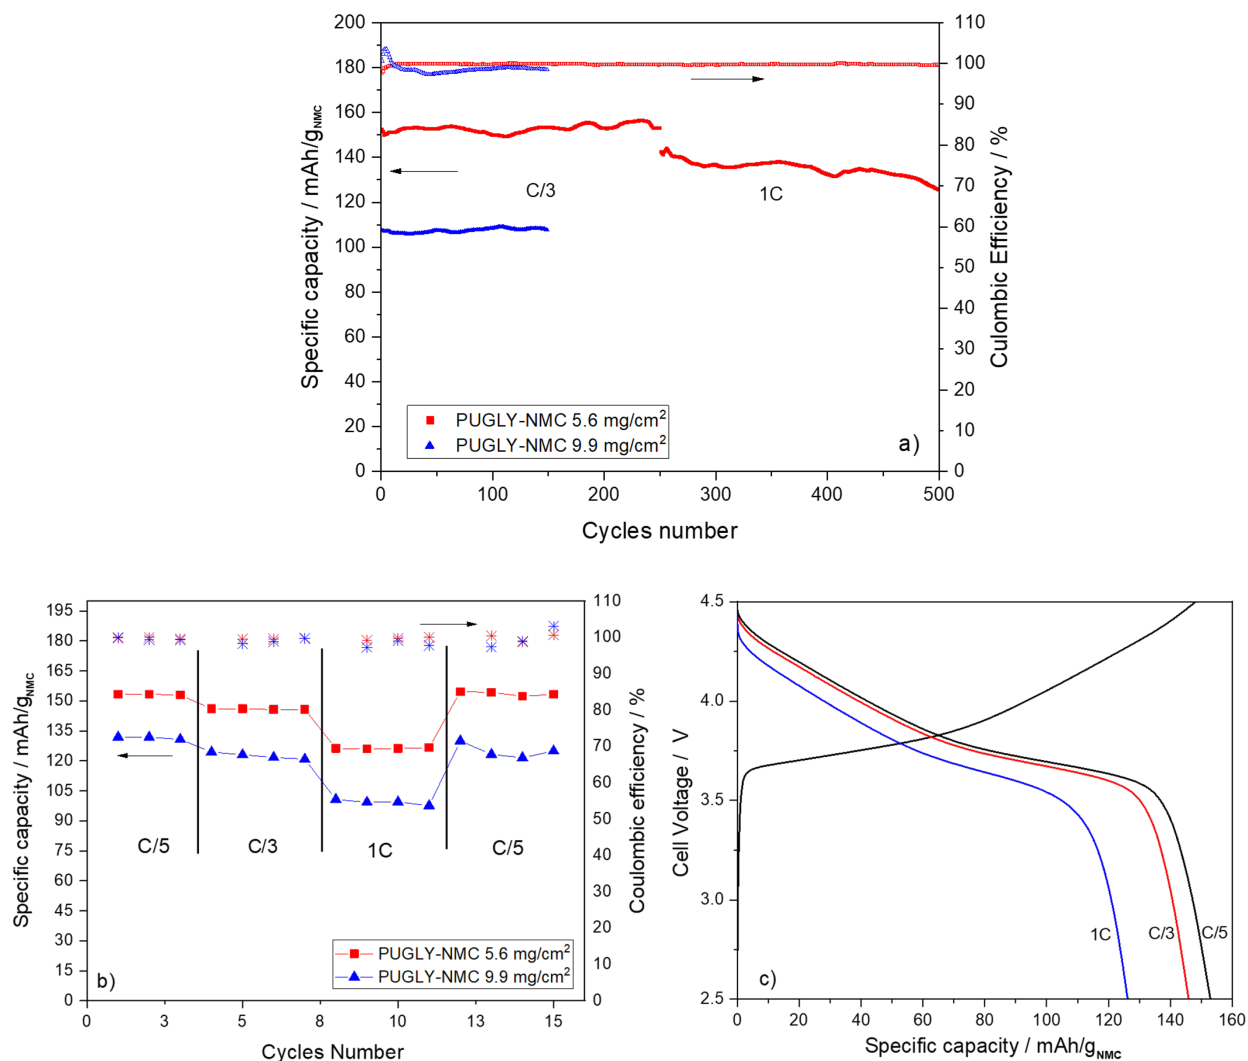 200
180
160
140
120
100
80
60
40
20
0
Specific capacity / mAh/gNMC
110
100
90
80
70
60
50
40
30
20
10
0
Culombic Efficiency / %
C/3
1C
PUGLY-NMC 5.6 mg/cm2
PUGLY-NMC 9.9 mg/cm2
a)
0 100 200 300 400 500
Cycles number
195
180
165
150
135
120
105
90
75
60
45
30
15
0
Specific capacity / mAh/gNMC
110
100
90
80
70
60
50
40
30
20
10
0
Coulombic efficiency / %
C/5 C/3 1C C/5
PUGLY-NMC 5.6 mg/cm2
PUGLY-NMC 9.9 mg/cm2
b)
0 3 5 8 10 13 15
Cycles Number
4.5
4.0
3.5
3.0
2.5
Cell Voltage / V
1C C/3 C/5
c)
0 20 40 60 80 100 120 140 160
Specific capacity / mAh/gNMC